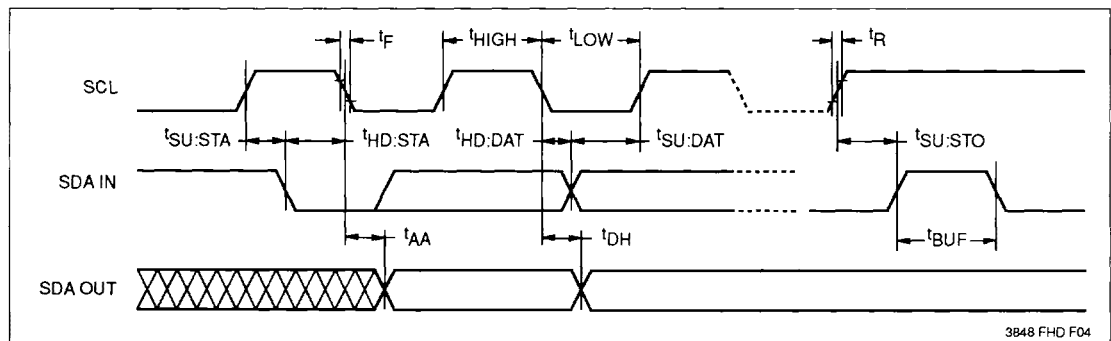 tF
tHIGH
tLOW
tR
SCL
tSU:STA
tHD:STA
tHD:DAT
tSU:DAT
tSU:STO
SDA IN
tAA
tDH
tBUF
SDA OUT
3848 FHD F04